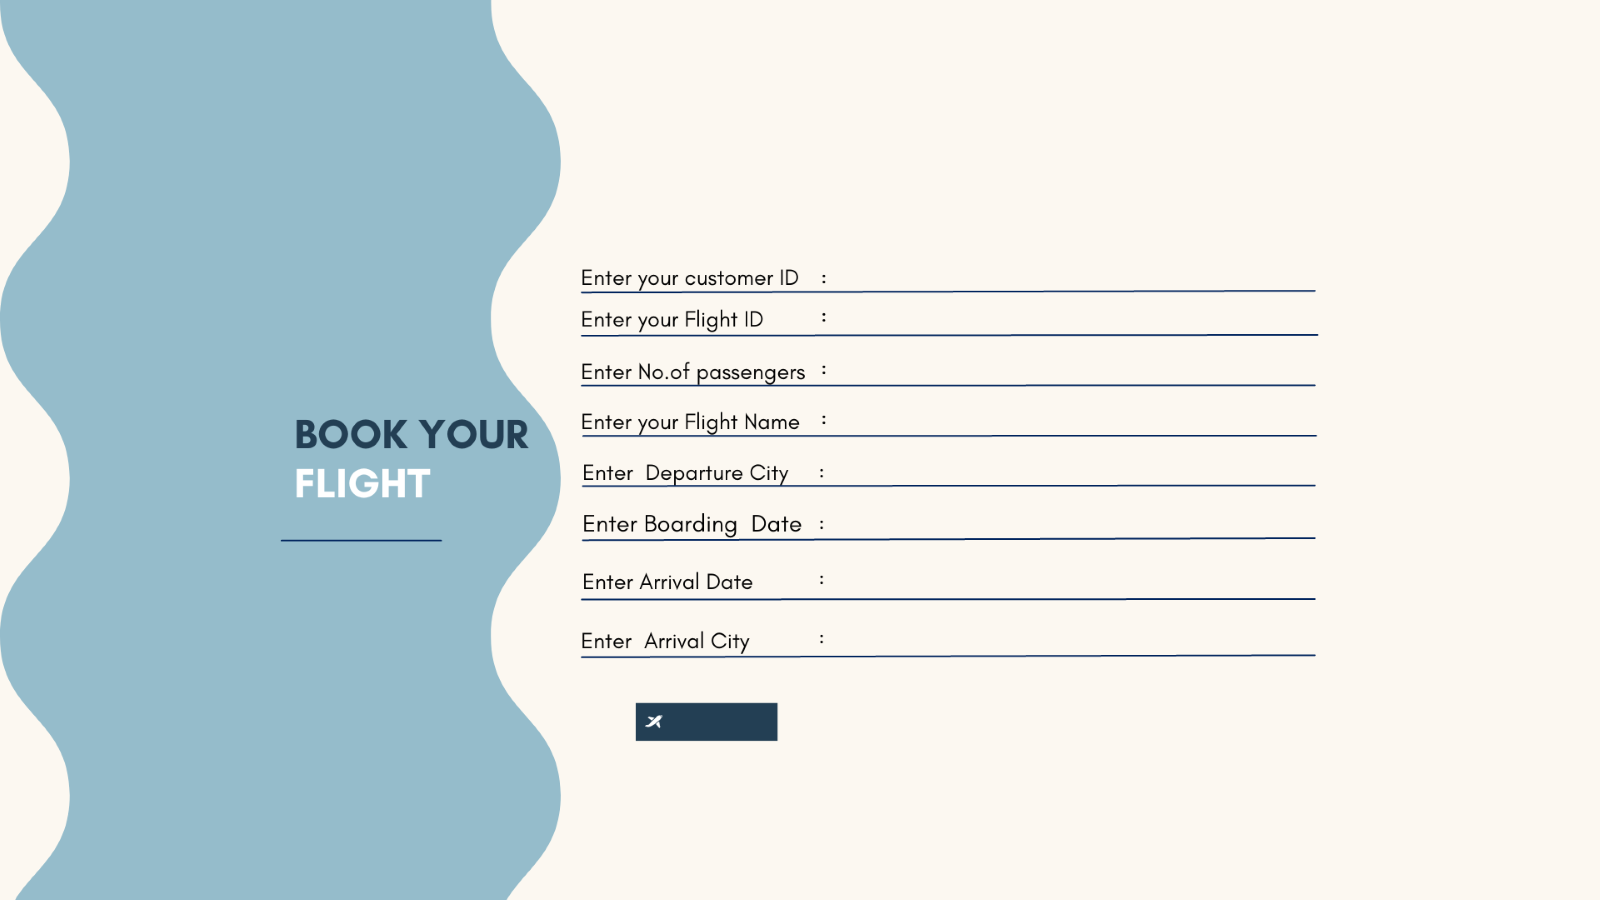 BOOK YOUR
FLIGHT
Enter your customer ID :
Enter your Flight ID :
Enter No.of passengers :
Enter your Flight Name :
Enter  Departure City :
Enter Boarding  Date :
Enter Arrival Date :
Enter  Arrival City :